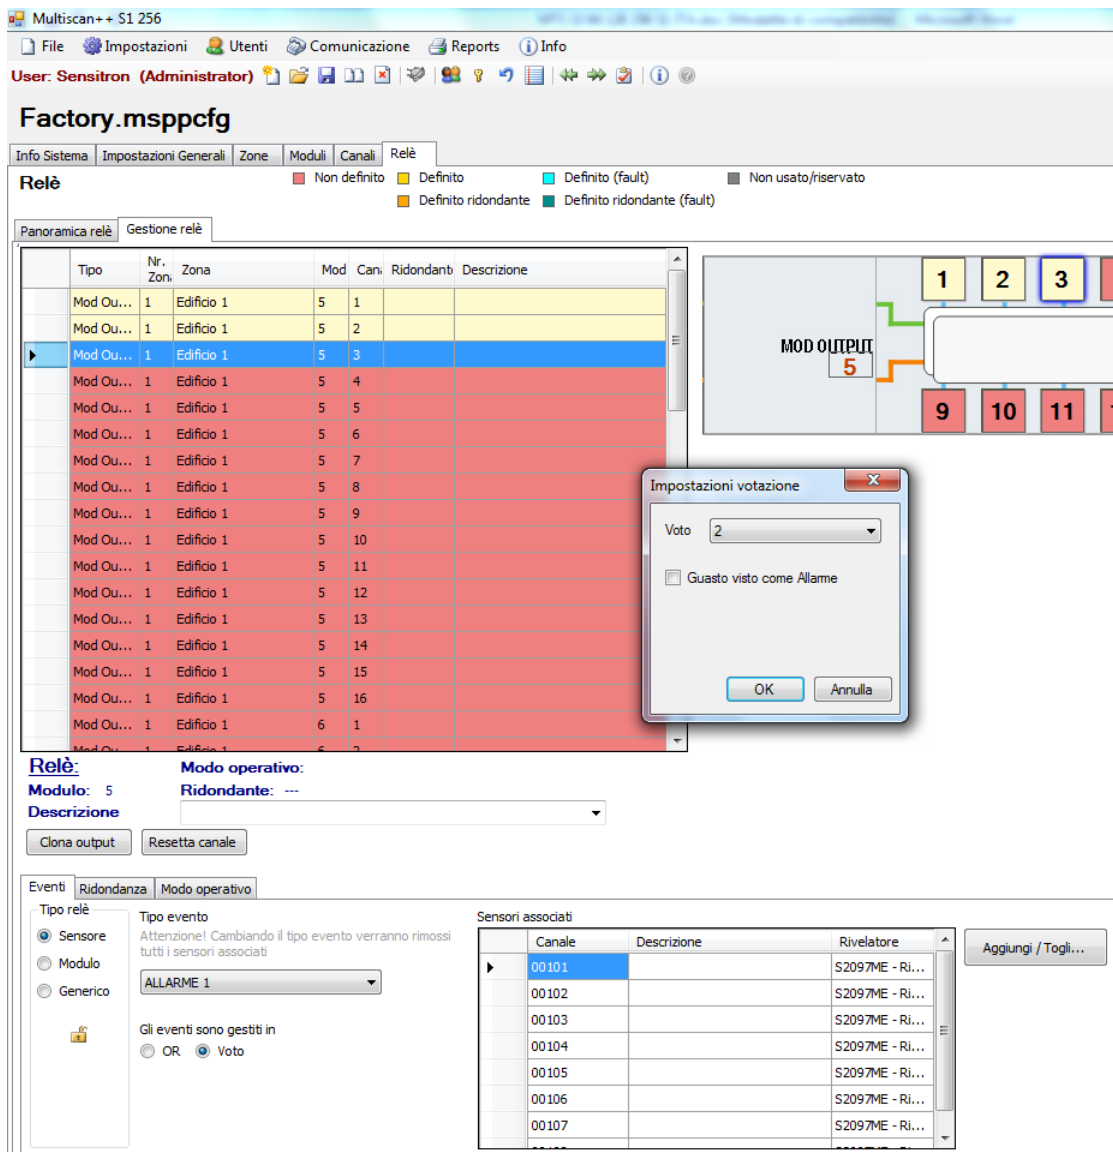 Multiscan++ S1 256
File Impostazioni Utenti Comunicazione Reports Info
User: Sensitron (Administrator)
Factory.msppcfg
Info Sistema Impostazioni Generali Zone Moduli Canali Relè
Relè
Non definito Definito Definito (fault) Non usato/riservato
Definito ridondante Definito ridondante (fault)
Panoramica relè Gestione relè
Tipo Nr. Zona Mod Can Ridondante Descrizione
Zon
Mod Ou... 1 Edificio 1 5 1
Mod Ou... 1 Edificio 1 5 2
Mod Ou... 1 Edificio 1 5 3
Mod Ou... 1 Edificio 1 5 4
Mod Ou... 1 Edificio 1 5 5
Mod Ou... 1 Edificio 1 5 6
Mod Ou... 1 Edificio 1 5 7
Mod Ou... 1 Edificio 1 5 8
Mod Ou... 1 Edificio 1 5 9
Mod Ou... 1 Edificio 1 5 10
Mod Ou... 1 Edificio 1 5 11
Mod Ou... 1 Edificio 1 5 12
Mod Ou... 1 Edificio 1 5 13
Mod Ou... 1 Edificio 1 5 14
Mod Ou... 1 Edificio 1 5 15
Mod Ou... 1 Edificio 1 5 16
Mod Ou... 1 Edificio 1 6 1
1 2 3
MOD OUTPUT
5
9 10 11
Impostazioni votazione
Voto 2
Guasto visto come Allarme
OK Annulla
Relè: Modo operativo:
Modulo: 5 Ridondante: ---
Descrizione
Clona output Resetta canale
Eventi Ridondanza Modo operativo
Tipo relè
Sensore
Modulo
Generico
Tipo evento
Attenzione! Cambiando il tipo evento verranno rimossi
tutti i sensori associati
ALLARME 1
Gli eventi sono gestiti in
OR Voto
Sensori associati
Canale Descrizione Rivelatore
00101 S2097ME - Ri...
00102 S2097ME - Ri...
00103 S2097ME - Ri...
00104 S2097ME - Ri...
00105 S2097ME - Ri...
00106 S2097ME - Ri...
00107 S2097ME - Ri...
Aggiungi / Togli...